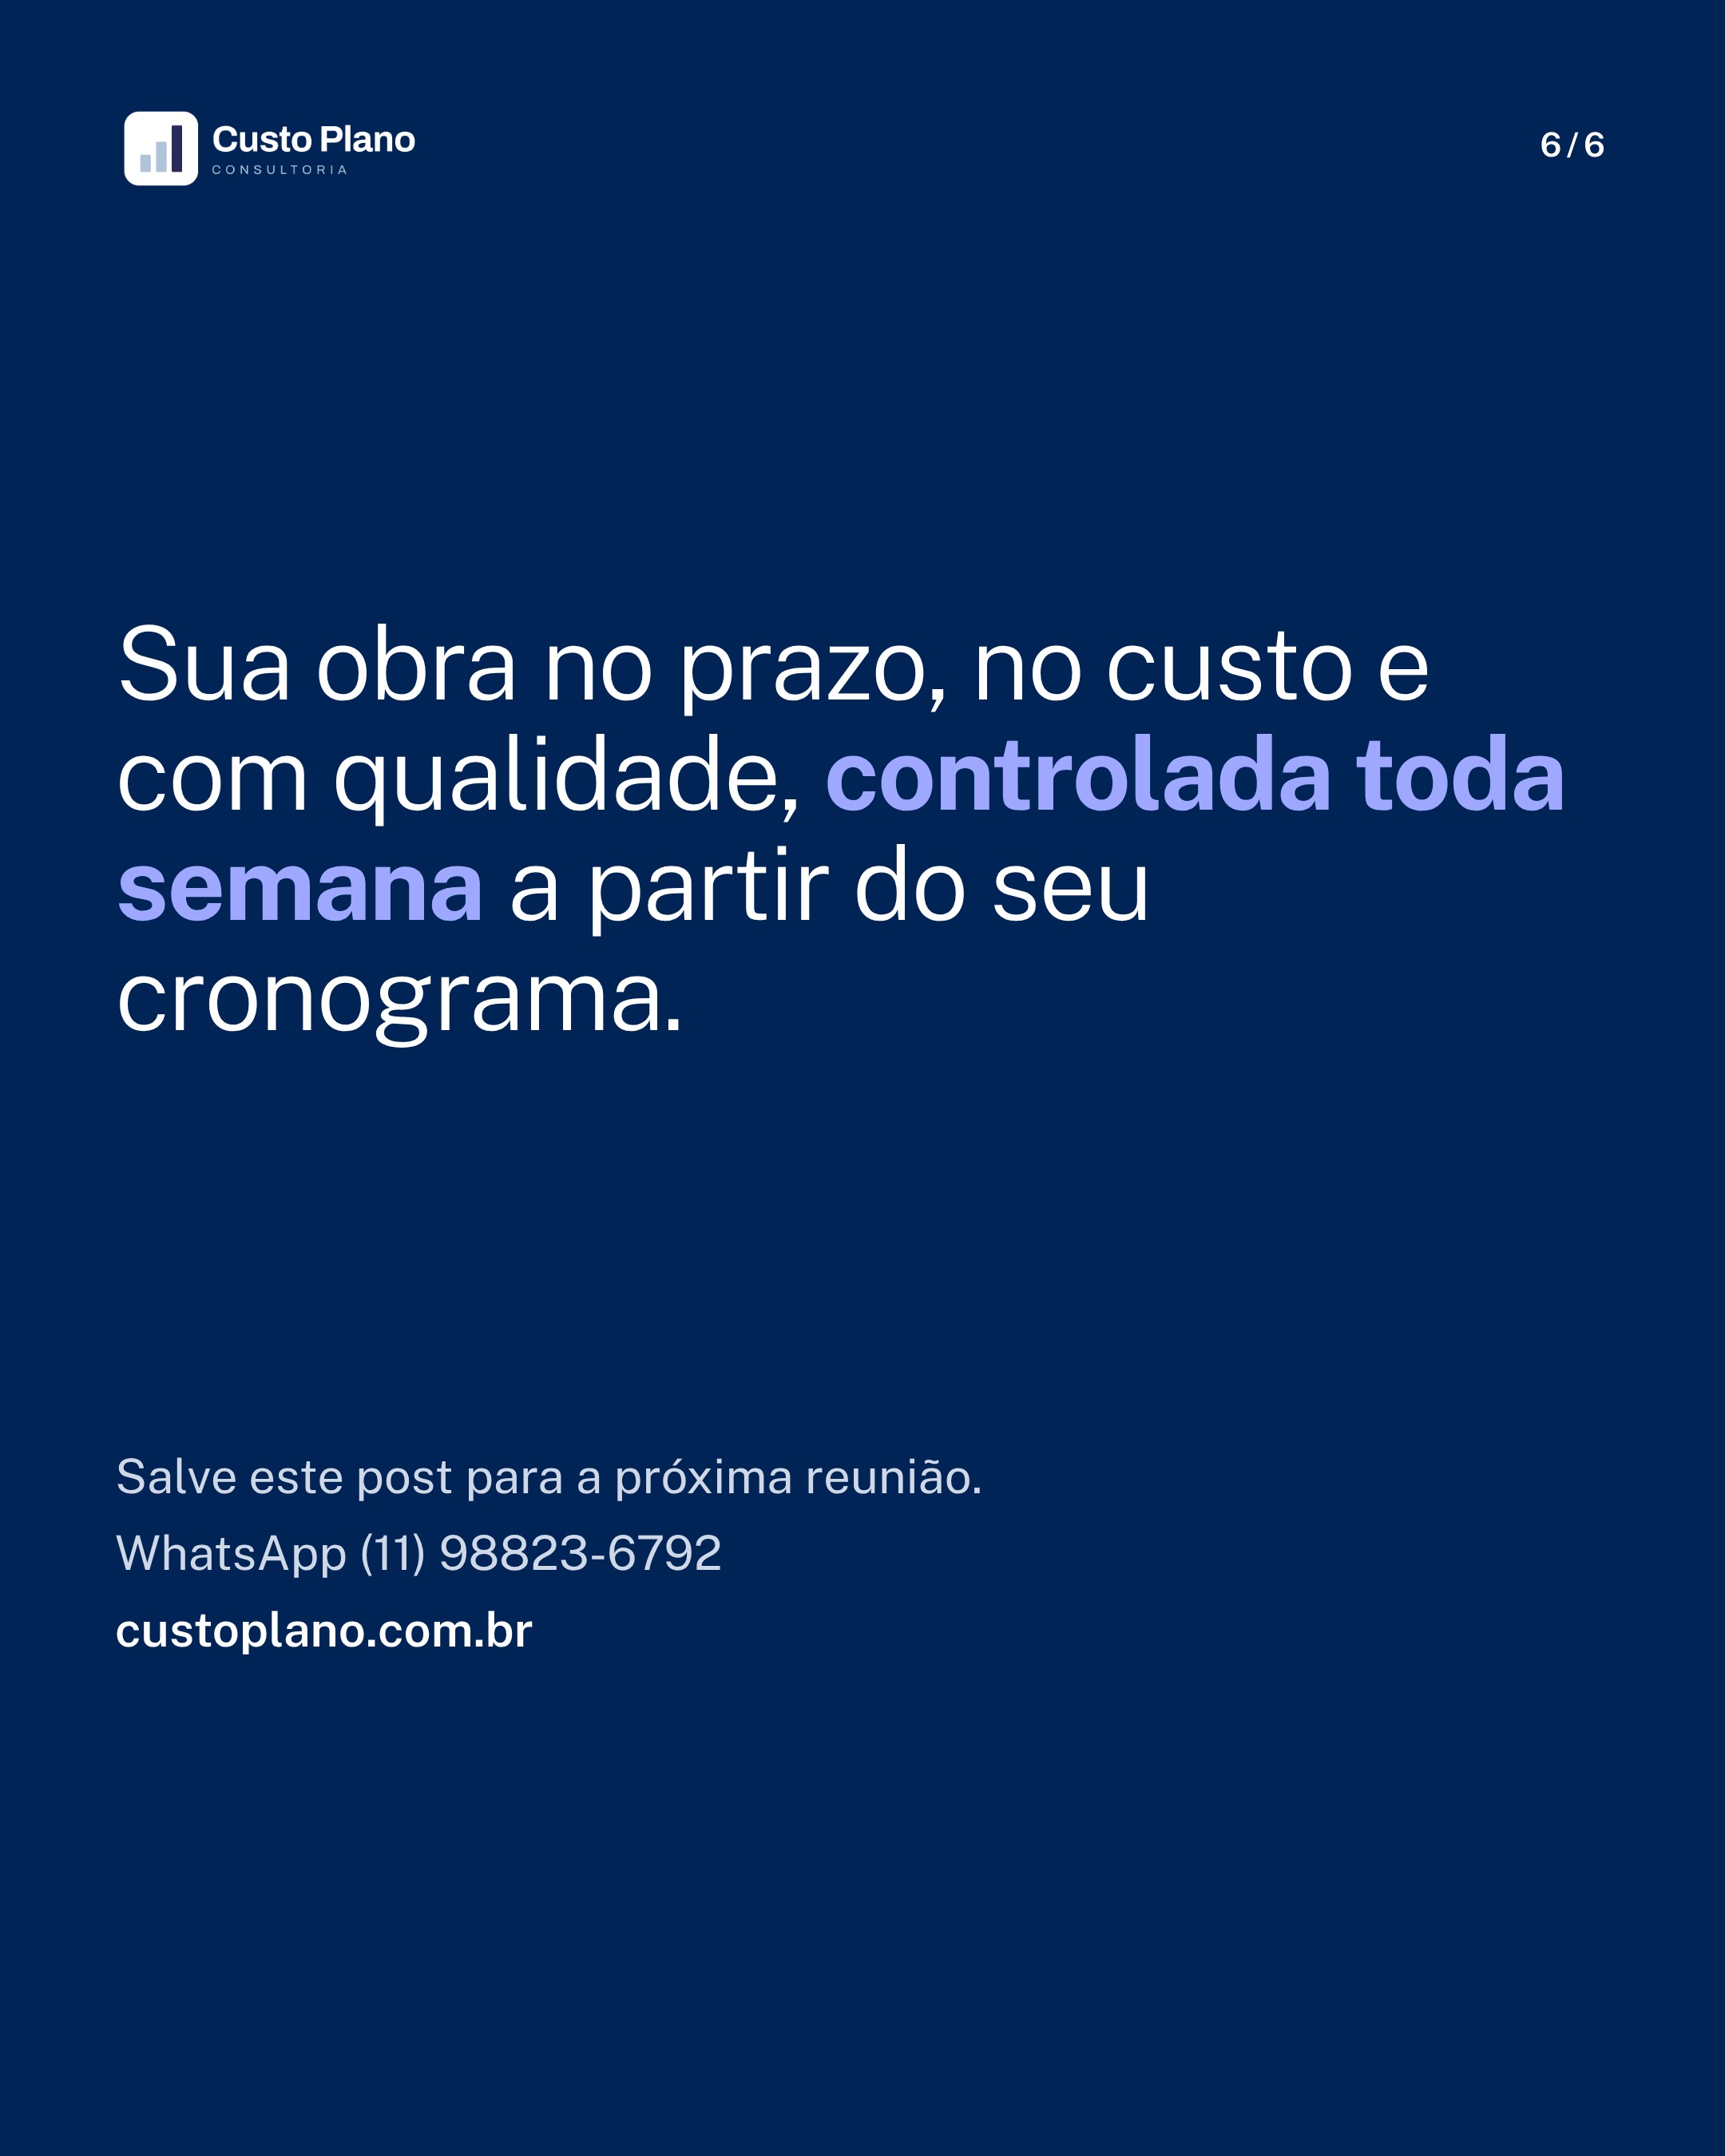 Custo Plano
CONSULTORIA
6/6
Sua obra no prazo, no custo e
com qualidade, controlada toda
semana a partir do seu
cronograma.
Salve este post para a próxima reunião.
WhatsApp (11) 98823-6792
custoplano.com.br